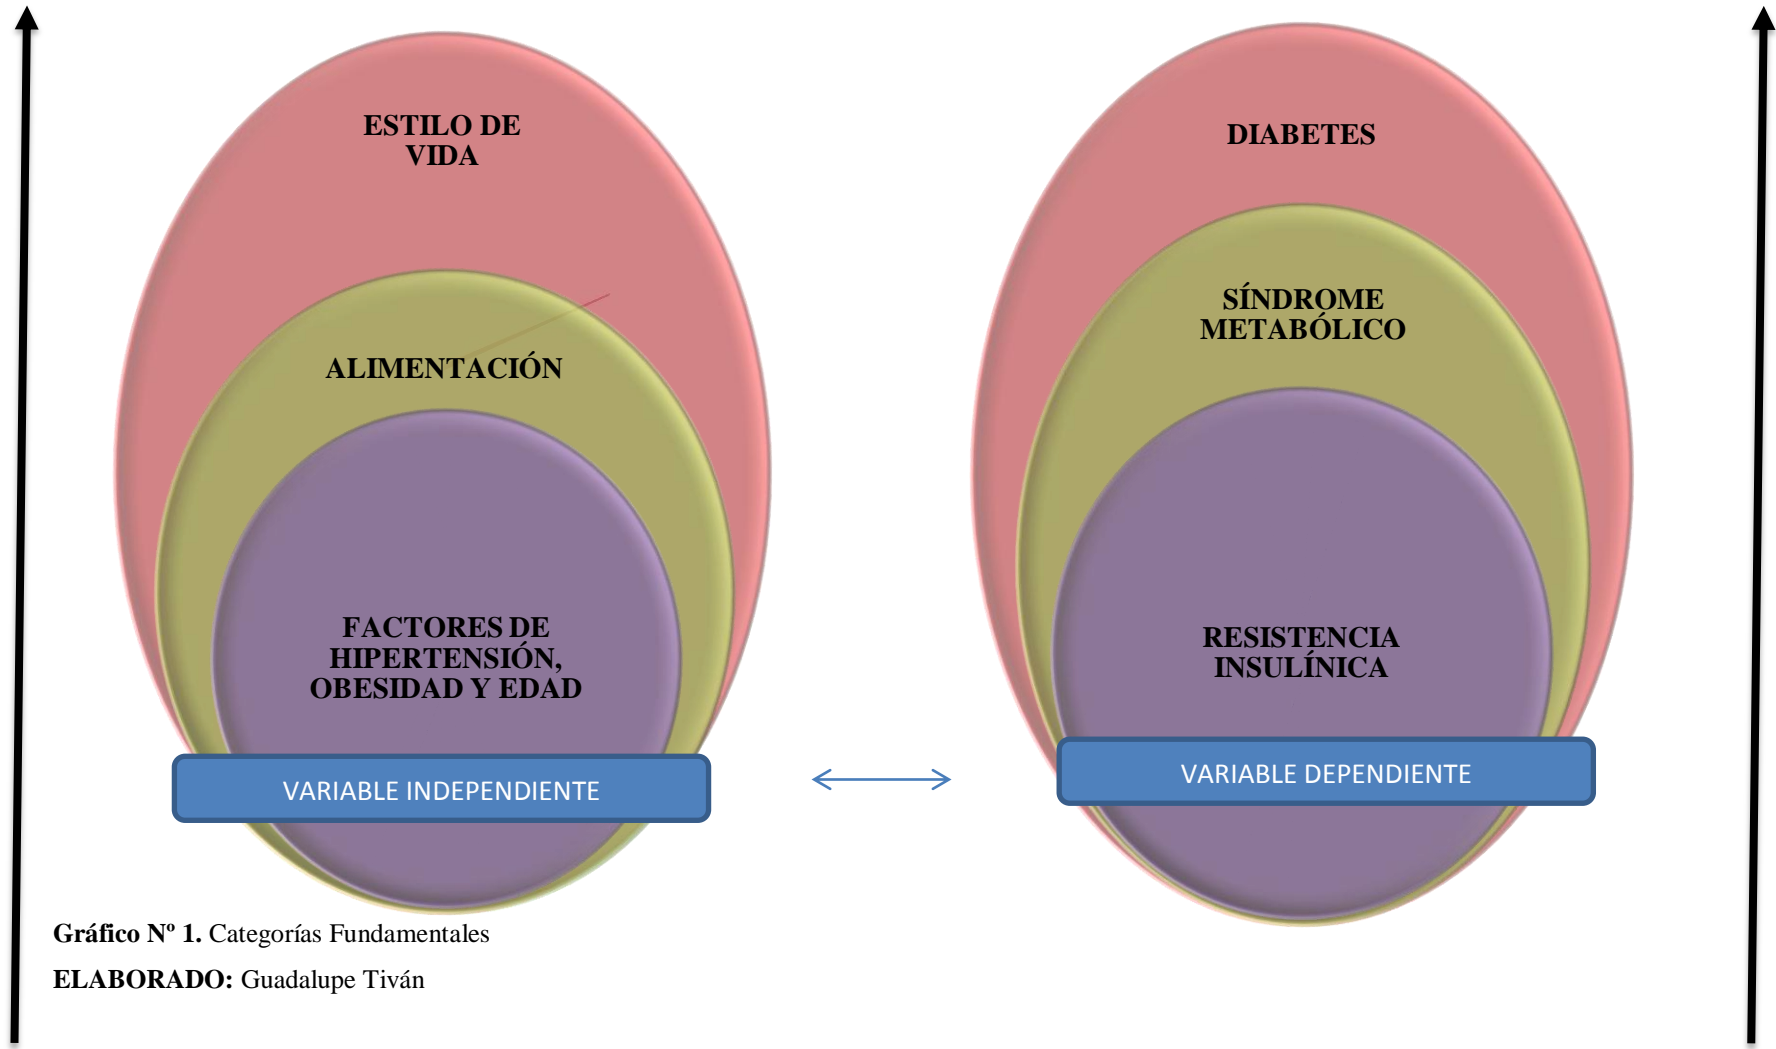 ESTILO DE
VIDA
ALIMENTACIÓN
FACTORES DE
HIPERTENSIÓN,
OBESIDAD Y EDAD
VARIABLE INDEPENDIENTE
DIABETES
SÍNDROME
METABÓLICO
RESISTENCIA
INSULÍNICA
VARIABLE DEPENDIENTE
Gráfico Nº 1. Categorías Fundamentales
ELABORADO: Guadalupe Tiván